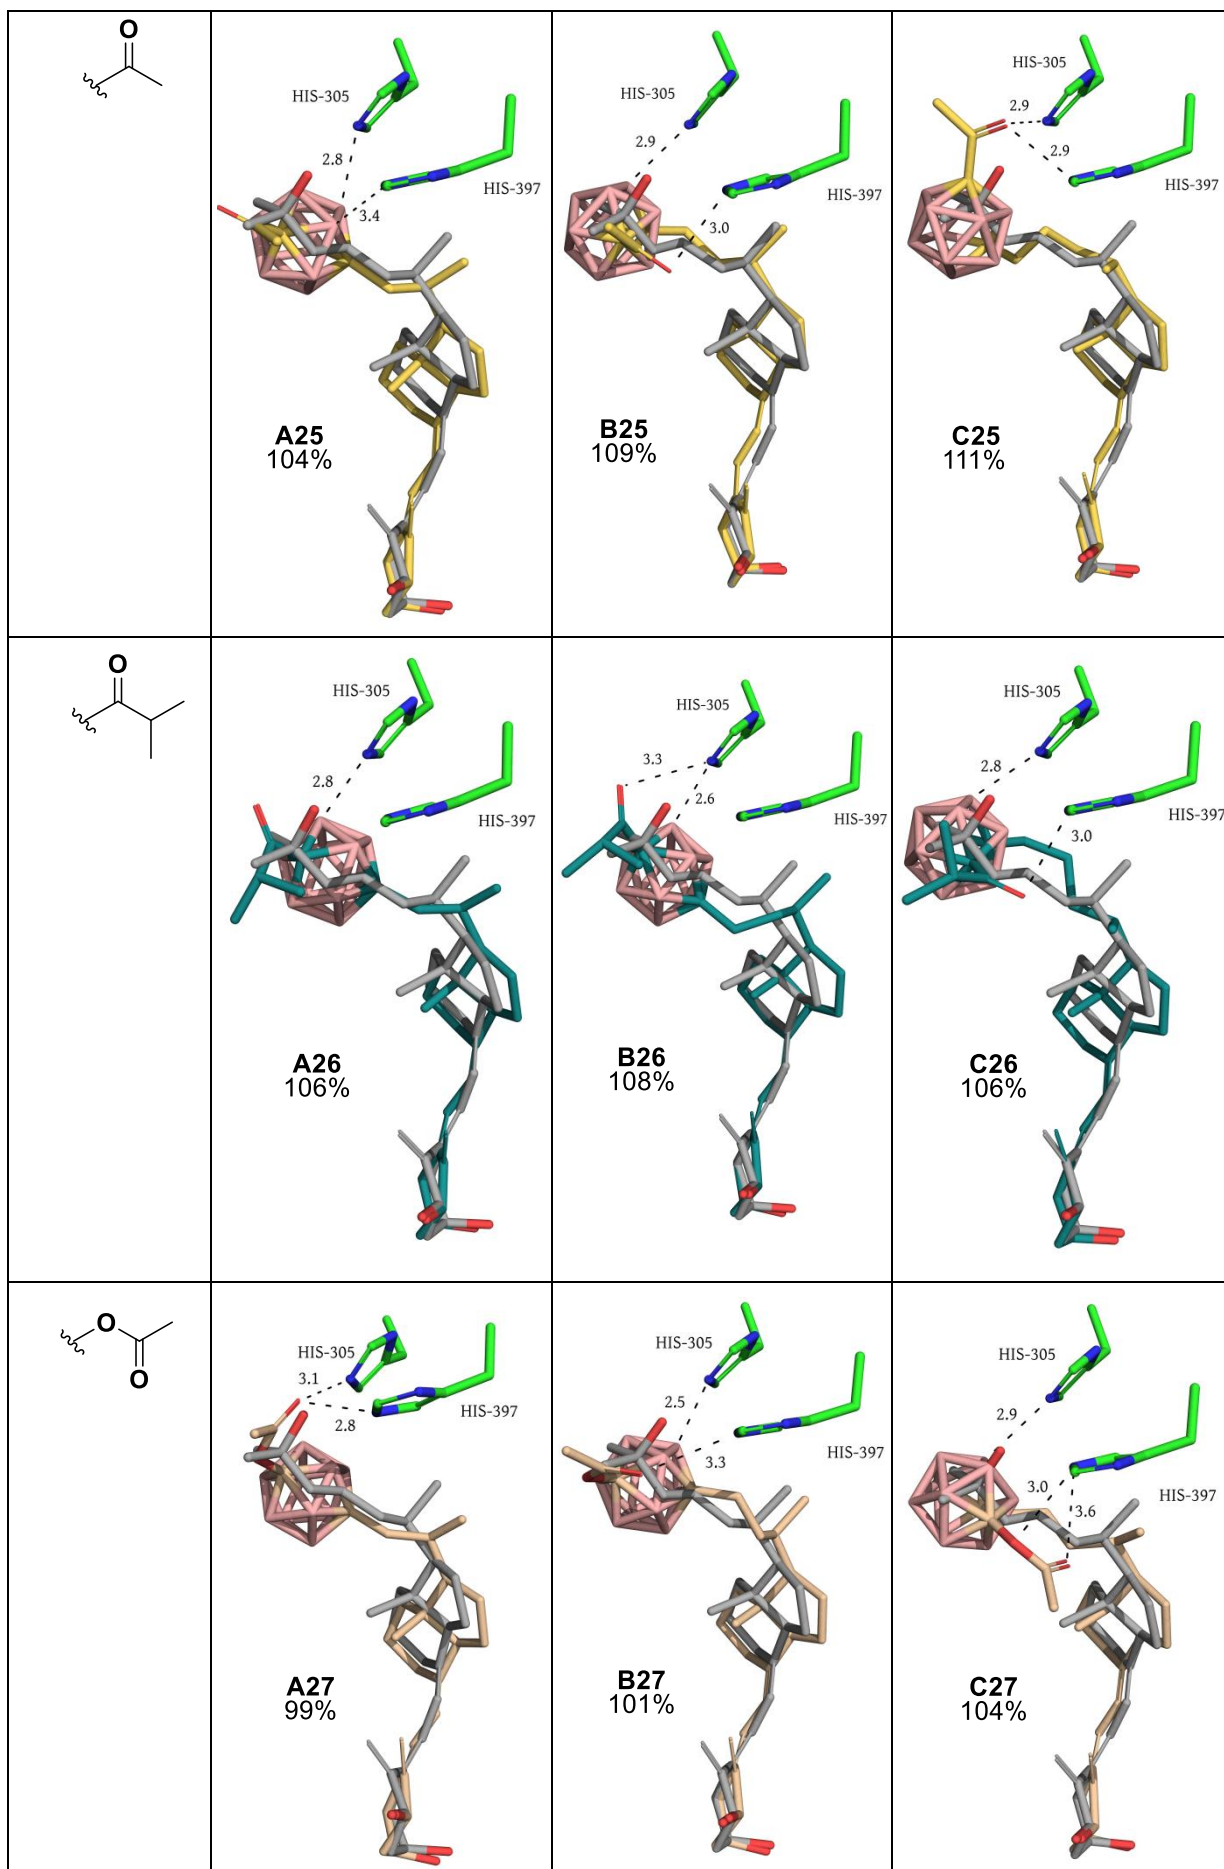 O
HIS-305
2.8
HIS-397
3.4
A25
104%
HIS-305
2.9
HIS-397
3.0
B25
109%
HIS-305
2.9
2.9
HIS-397
C25
111%
O
HIS-305
2.8
HIS-397
A26
106%
HIS-305
3.3
2.6
HIS-397
B26
108%
HIS-305
2.8
HIS-397
3.0
C26
106%
O
O
HIS-305
3.1
HIS-397
2.8
A27
99%
HIS-305
2.5
HIS-397
3.3
B27
101%
HIS-305
2.9
3.0
HIS-397
3.6
C27
104%